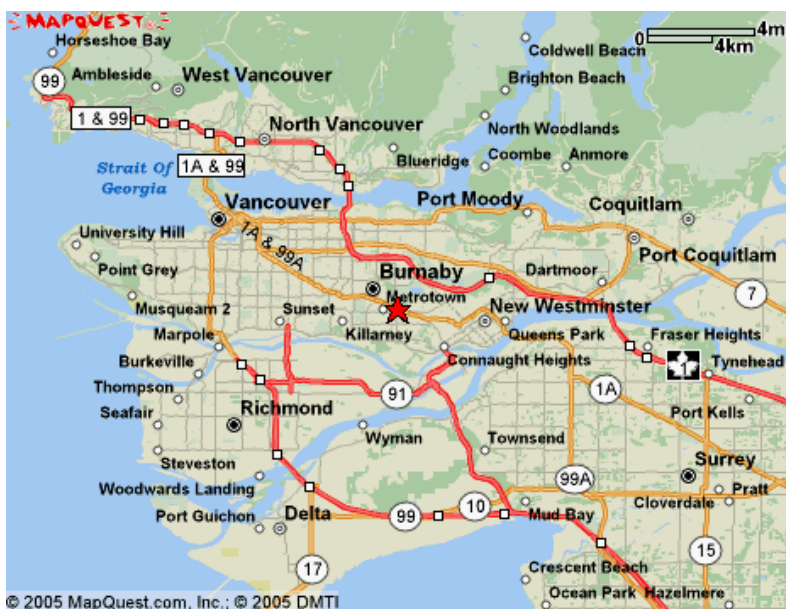 MAPQUEST
Horseshoe Bay
Coldwell Beach
0 4m
4km
Ambleside
West Vancouver
99
Brighton Beach
1 & 99
North Vancouver
North Woodlands
Blueridge
Coombe
Anmore
1A & 99
Strait Of
Georgia
Vancouver
Port Moody
Coquitlam
University Hill
1A & 99A
Port Coquitlam
Point Grey
Burnaby
Dartmoor
7
Metrotown
Musqueam 2
Sunset
New Westminster
Marpole
Killarney
Queens Park
Fraser Heights
Burkeville
Connaught Heights
1
Tynehead
Thompson
91
1A
Seafair
Richmond
Port Kells
Wyman
Townsend
Steveston
Surrey
Woodwards Landing
99A
Pratt
10
Cloverdale
Port Guichon
Delta
99
Mud Bay
15
17
Crescent Beach
Ocean Park
Hazelmere
© 2005 MapQuest.com, Inc.; © 2005 DMTI